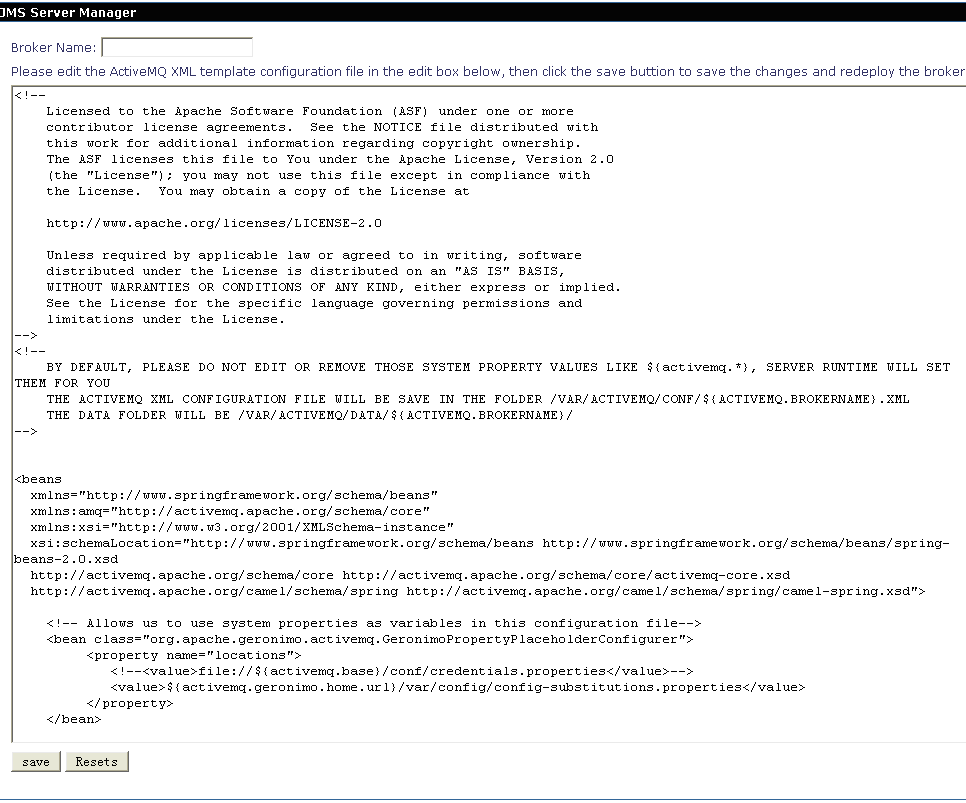 JMS Server Manager
Broker Name:
Please edit the ActiveMQ XML template configuration file in the edit box below, then click the save buttion to save the changes and redeploy the broker
<!--
    Licensed to the Apache Software Foundation (ASF) under one or more
    contributor license agreements.  See the NOTICE file distributed with
    this work for additional information regarding copyright ownership.
    The ASF licenses this file to You under the Apache License, Version 2.0
    (the "License"); you may not use this file except in compliance with
    the License.  You may obtain a copy of the License at

    http://www.apache.org/licenses/LICENSE-2.0

    Unless required by applicable law or agreed to in writing, software
    distributed under the License is distributed on an "AS IS" BASIS,
    WITHOUT WARRANTIES OR CONDITIONS OF ANY KIND, either express or implied.
    See the License for the specific language governing permissions and
    limitations under the License.
-->
<!--
    BY DEFAULT, PLEASE DO NOT EDIT OR REMOVE THOSE SYSTEM PROPERTY VALUES LIKE ${activemq.*}, SERVER RUNTIME WILL SET
THEM FOR YOU
    THE ACTIVEMQ XML CONFIGURATION FILE WILL BE SAVE IN THE FOLDER /VAR/ACTIVEMQ/CONF/${ACTIVEMQ.BROKERNAME}.XML
    THE DATA FOLDER WILL BE /VAR/ACTIVEMQ/DATA/${ACTIVEMQ.BROKERNAME}/
-->

<beans
  xmlns="http://www.springframework.org/schema/beans"
  xmlns:amq="http://activemq.apache.org/schema/core"
  xmlns:xsi="http://www.w3.org/2001/XMLSchema-instance"
  xsi:schemaLocation="http://www.springframework.org/schema/beans http://www.springframework.org/schema/beans/spring-
beans-2.0.xsd
  http://activemq.apache.org/schema/core http://activemq.apache.org/schema/core/activemq-core.xsd
  http://activemq.apache.org/camel/schema/spring http://activemq.apache.org/camel/schema/spring/camel-spring.xsd">

    <!-- Allows us to use system properties as variables in this configuration file-->
    <bean class="org.apache.geronimo.activemq.GeronimoPropertyPlaceholderConfigurer">
         <property name="locations">
            <!--<value>file://${activemq.base}/conf/credentials.properties</value>-->
            <value>${activemq.geronimo.home.url}/var/config/config-substitutions.properties</value>
         </property>
    </bean>
save
Resets